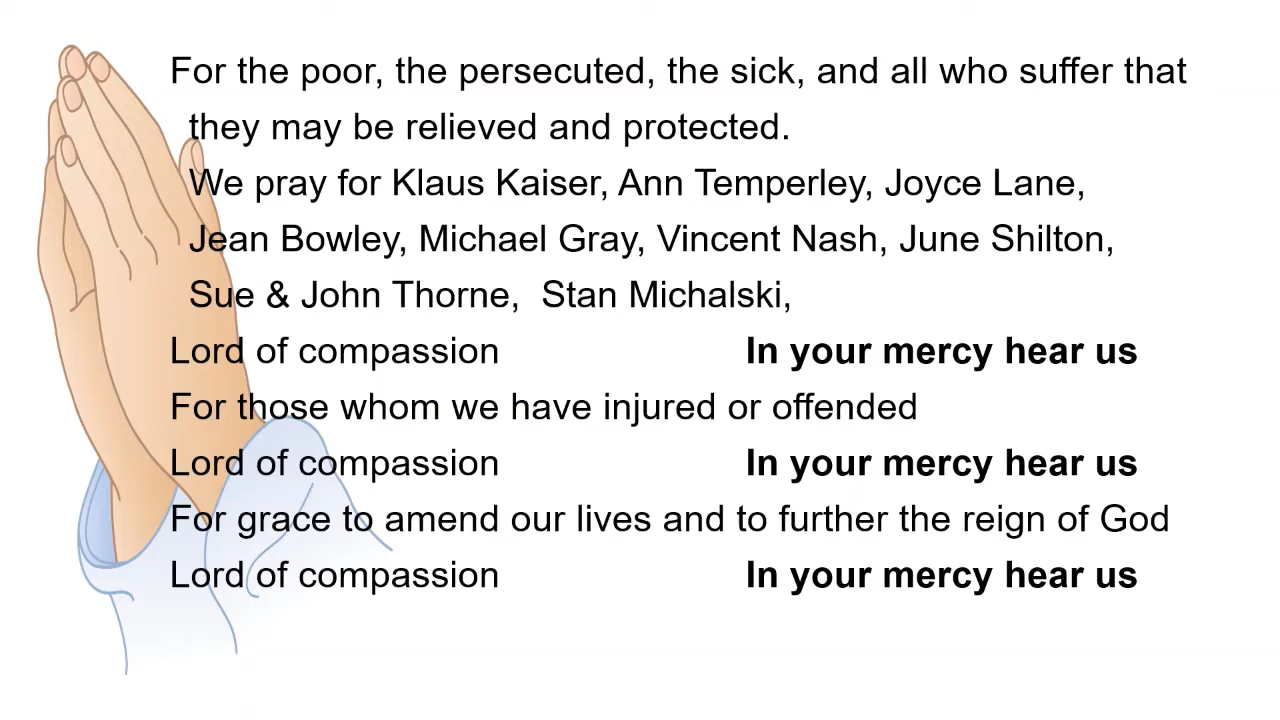 For the poor, the persecuted, the sick, and all who suffer that
they may be relieved and protected.
We pray for Klaus Kaiser, Ann Temperley, Joyce Lane,
Jean Bowley, Michael Gray, Vincent Nash, June Shilton,
Sue & John Thorne,  Stan Michalski,
Lord of compassion In your mercy hear us
For those whom we have injured or offended
Lord of compassion In your mercy hear us
For grace to amend our lives and to further the reign of God
Lord of compassion In your mercy hear us